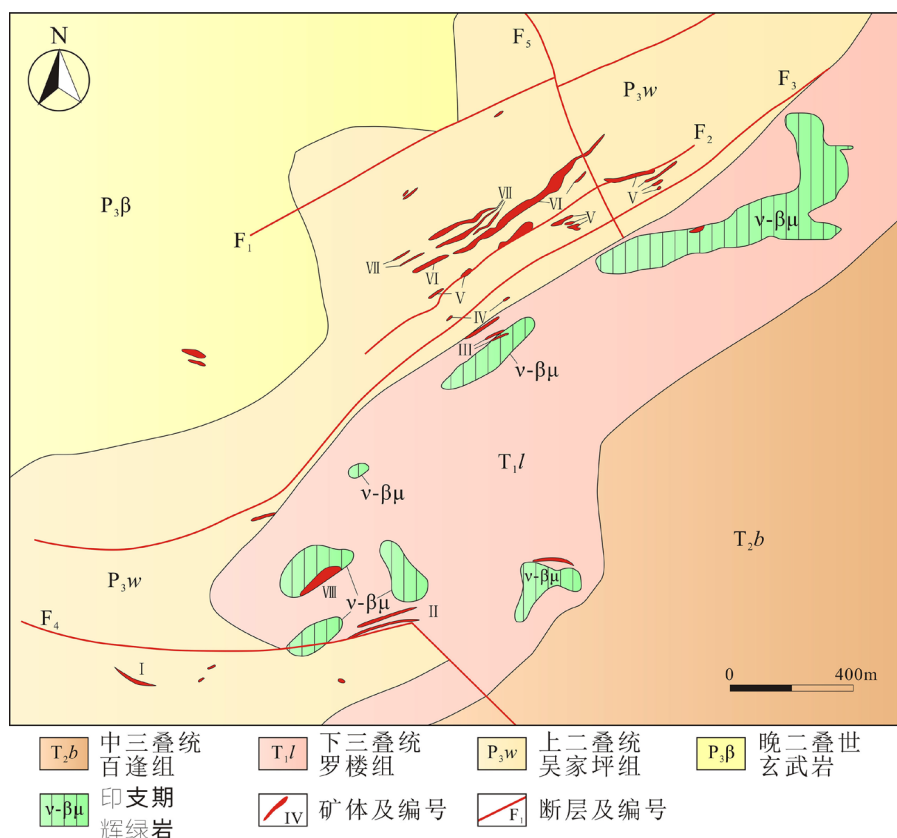 N
F₅
P₃w
F₃
F₂
P₃β
F₁
VII
VI
V
V
ν-βμ
VII
VI
V
IV
III
ν-βμ
T₁l
ν-βμ
T₂b
P₃w
ν-βμ
VIII
ν-βμ
II
F₄
I
0 400m
T₂b 中三叠统 百逢组
T₁l 下三叠统 罗楼组
P₃w 上二叠统 吴家坪组
P₃β 晚二叠世 玄武岩
ν-βμ 印支期 辉绿岩
IV 矿体及编号
F₁ 断层及编号